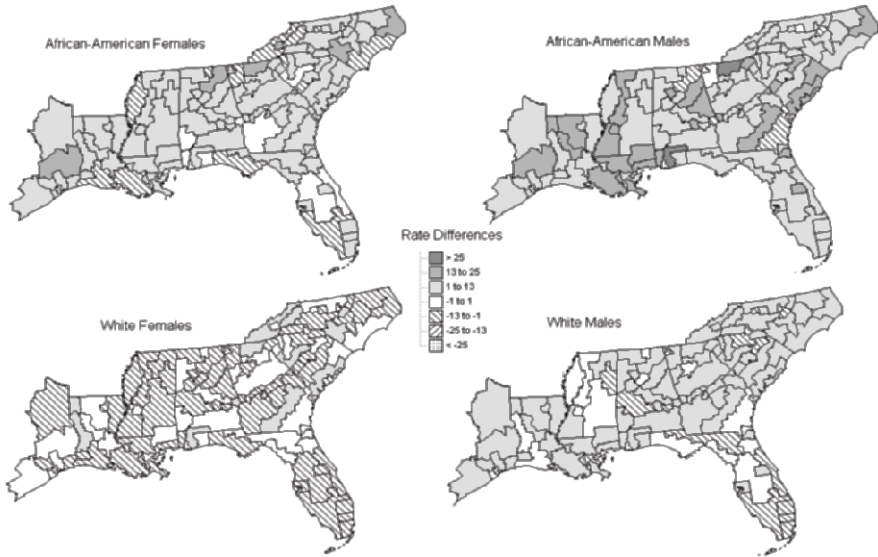 African-American Females
African-American Males
Rate Differences
> 25
13 to 25
1 to 13
-1 to 1
-13 to -1
-25 to -13
< -25
White Females
White Males